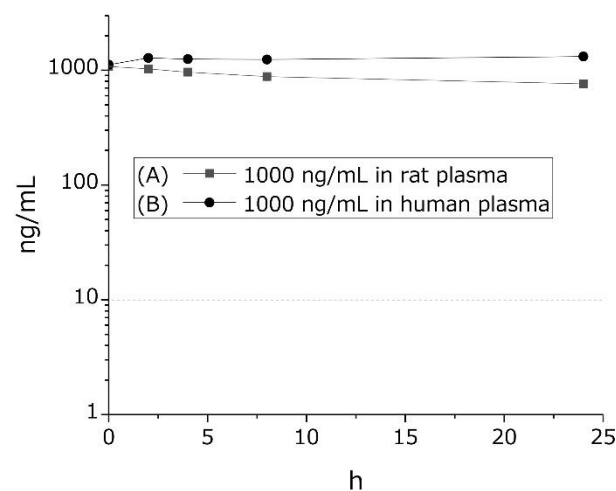 1000
100
10
1
ng/mL
(A) 1000 ng/mL in rat plasma
(B) 1000 ng/mL in human plasma
0 5 10 15 20 25
h